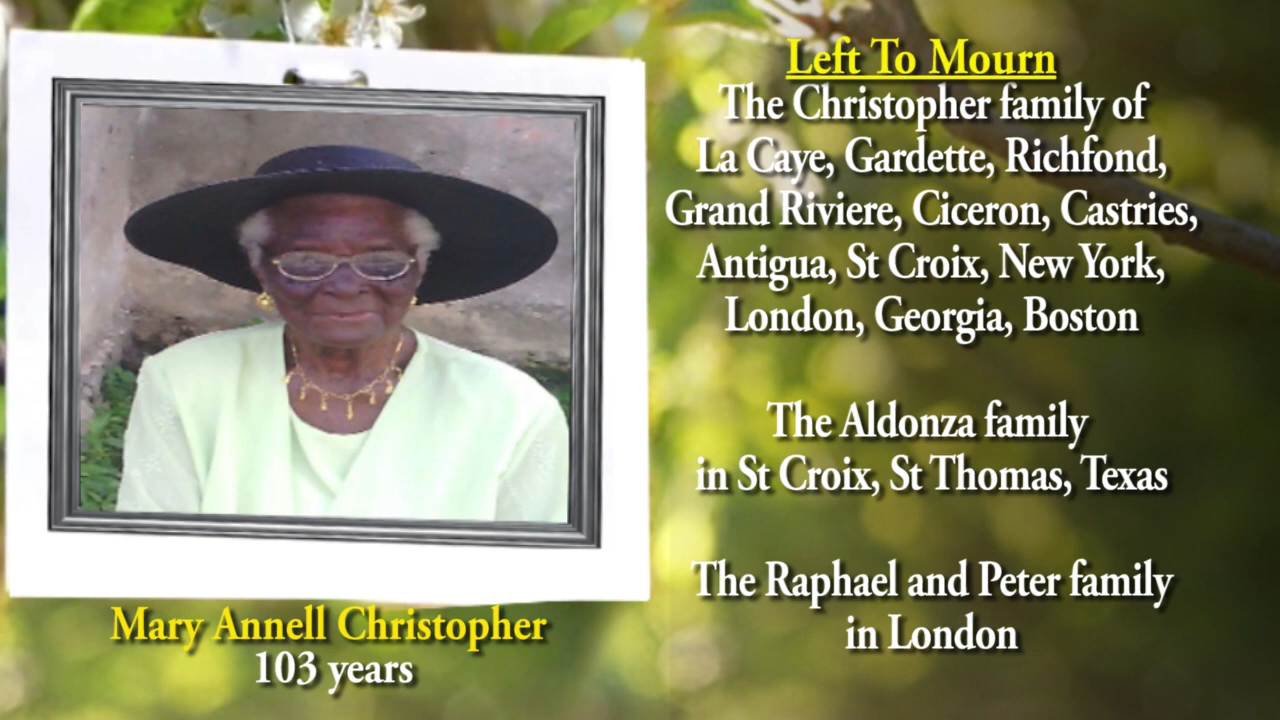 Left To Mourn
The Christopher family of
La Caye, Gardette, Richfond,
Grand Riviere, Ciceron, Castries,
Antigua, St Croix, New York,
London, Georgia, Boston
The Aldonza family
in St Croix, St Thomas, Texas
The Raphael and Peter family
in London
Mary Annell Christopher
103 years